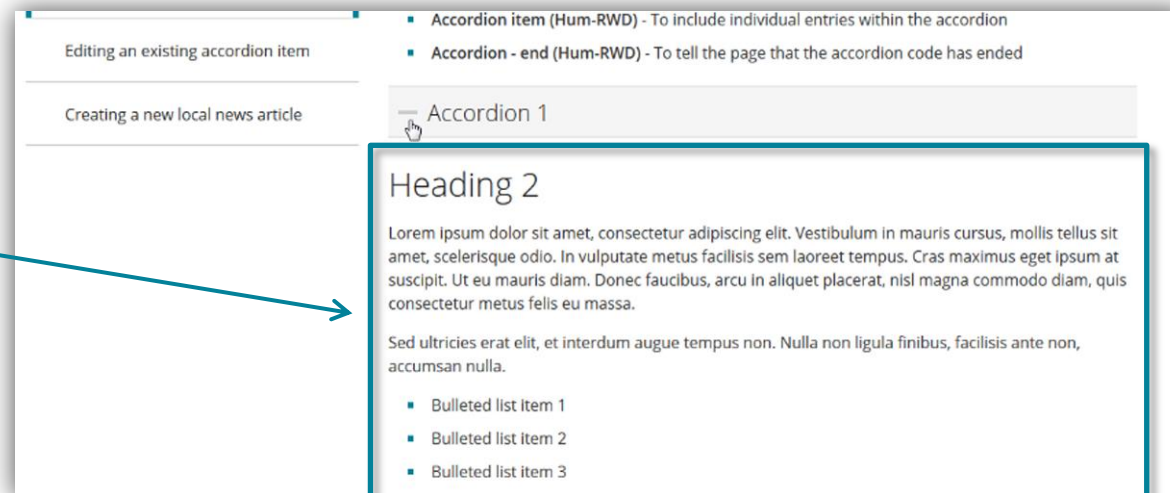 Editing an existing accordion item
Creating a new local news article
Accordion item (Hum-RWD) - To include individual entries within the accordion
Accordion - end (Hum-RWD) - To tell the page that the accordion code has ended
Accordion 1
Heading 2
Lorem ipsum dolor sit amet, consectetur adipiscing elit. Vestibulum in mauris cursus, mollis tellus sit
amet, scelerisque odio. In vulputate metus facilisis sem laoreet tempus. Cras maximus eget ipsum at
suscipit. Ut eu mauris diam. Donec faucibus, arcu in aliquet placerat, nisl magna commodo diam, quis
consectetur metus felis eu massa.
Sed ultricies erat elit, et interdum augue tempus non. Nulla non ligula finibus, facilisis ante non,
accumsan nulla.
Bulleted list item 1
Bulleted list item 2
Bulleted list item 3